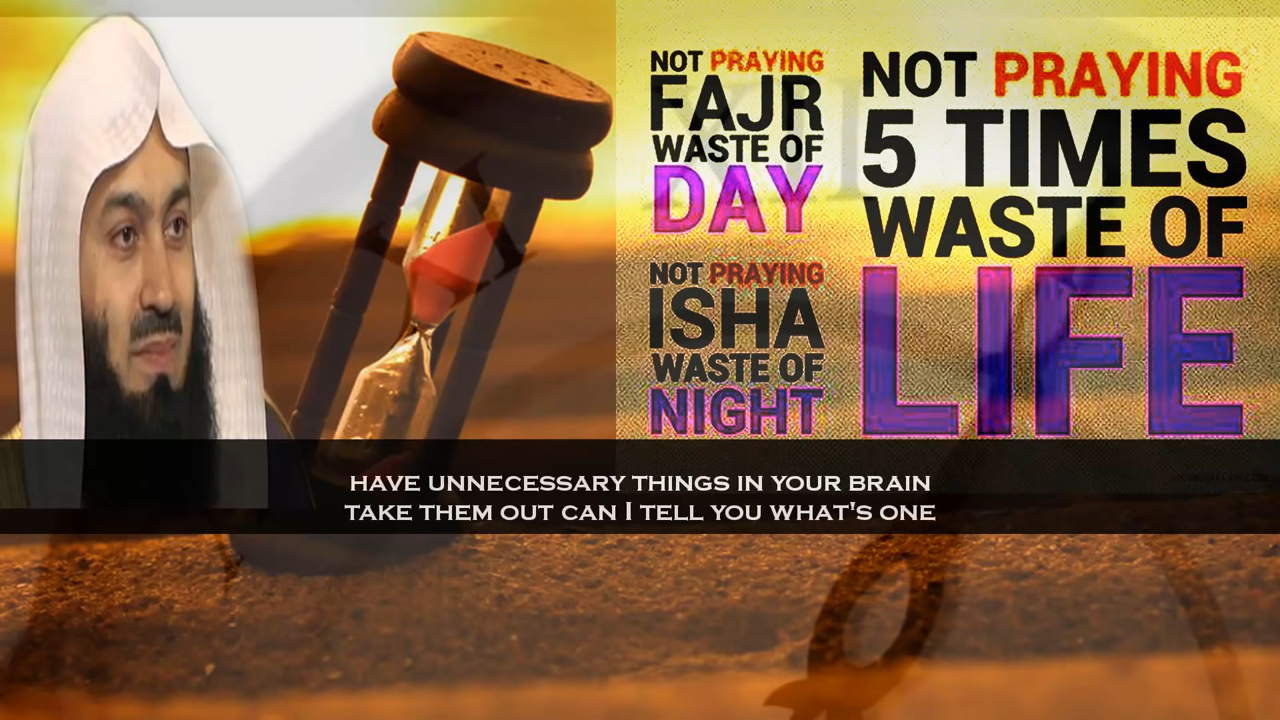 NOT PRAYING
FAJR
WASTE OF
DAY
NOT PRAYING
ISHA
WASTE OF
NIGHT
NOT PRAYING
5 TIMES
WASTE OF
LIFE
HAVE UNNECESSARY THINGS IN YOUR BRAIN
TAKE THEM OUT CAN I TELL YOU WHAT'S ONE